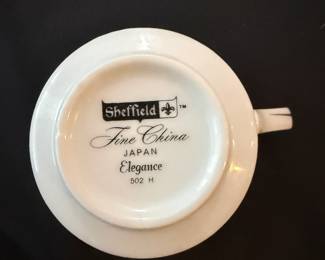 Sheffield ™
Fine China
JAPAN
Elegance
502 H